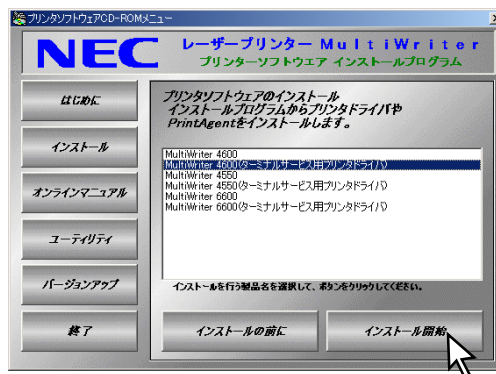 プリンタソフトウェアCD-ROMメニュー
NEC
レーザープリンター MultiWriter
プリンターソフトウエア インストールプログラム
はじめに
インストール
オンラインマニュアル
ユーティリティ
バージョンアップ
終了
プリンタソフトウェアのインストール
インストールプログラムからプリンタドライバや
PrintAgentをインストールします。
MultiWriter 4600
MultiWriter 4600(ターミナルサービス用プリンタドライバ)
MultiWriter 4550
MultiWriter 4550(ターミナルサービス用プリンタドライバ)
MultiWriter 6600
MultiWriter 6600(ターミナルサービス用プリンタドライバ)
インストールを行う製品名を選択して、ボタンをクリックしてください。
インストールの前に
インストール開始